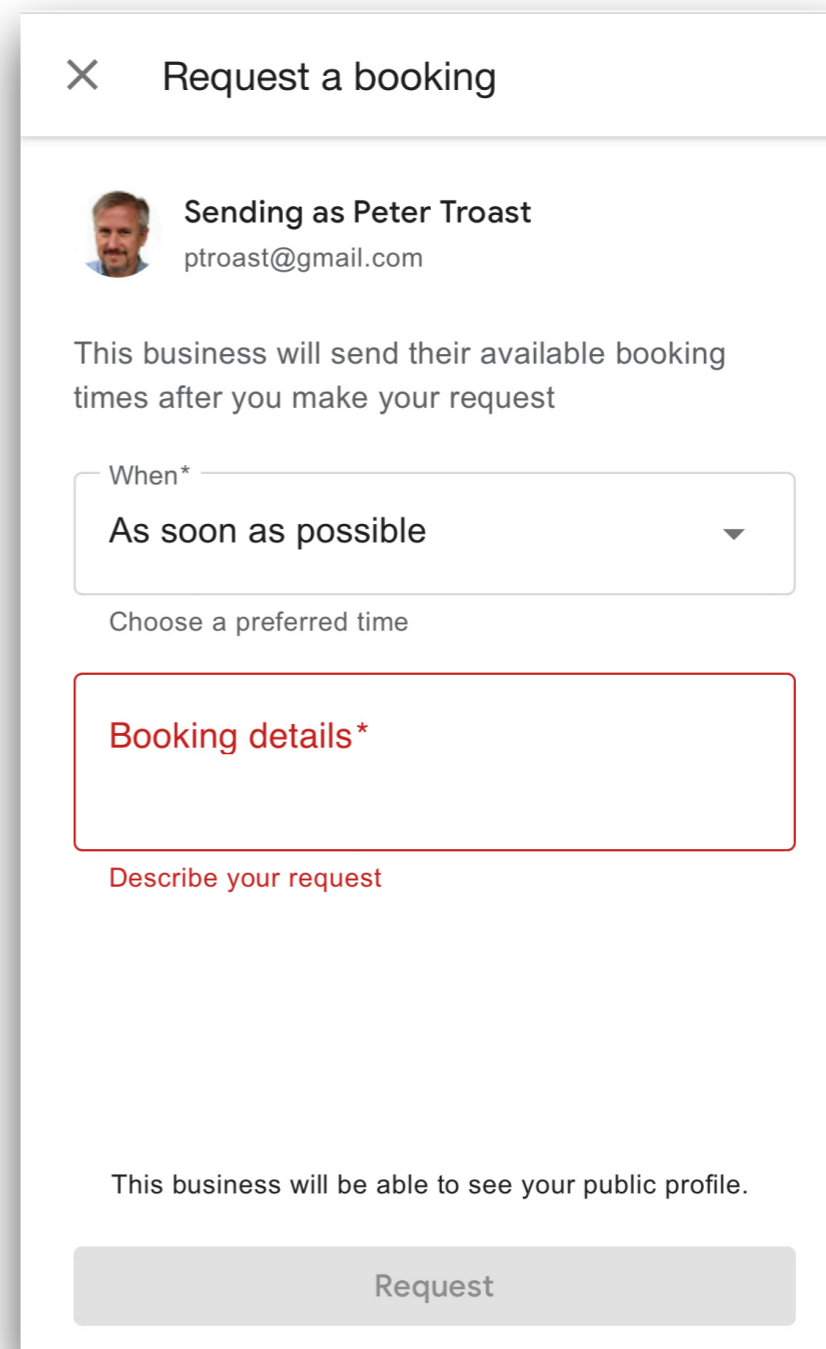 Request a booking
Sending as Peter Troast
ptroast@gmail.com
This business will send their available booking
times after you make your request
When*
As soon as possible
Choose a preferred time
Booking details*
Describe your request
This business will be able to see your public profile.
Request